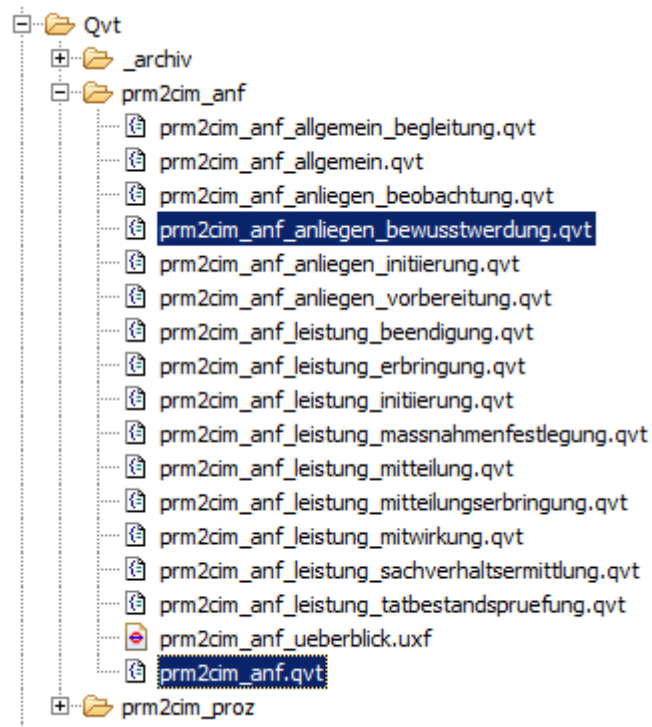 Qvt
_archiv
prm2cim_anf
prm2cim_anf_allgemein_begleitung.qvt
prm2cim_anf_allgemein.qvt
prm2cim_anf_anliegen_beobachtung.qvt
prm2cim_anf_anliegen_bewusstwerdung.qvt
prm2cim_anf_anliegen_initiierung.qvt
prm2cim_anf_anliegen_vorbereitung.qvt
prm2cim_anf_leistung_beendigung.qvt
prm2cim_anf_leistung_erbringung.qvt
prm2cim_anf_leistung_initiierung.qvt
prm2cim_anf_leistung_massnahmenfestlegung.qvt
prm2cim_anf_leistung_mitteilung.qvt
prm2cim_anf_leistung_mitteilungserbringung.qvt
prm2cim_anf_leistung_mitwirkung.qvt
prm2cim_anf_leistung_sachverhaltsermittlung.qvt
prm2cim_anf_leistung_tatbestandspruefung.qvt
prm2cim_anf_ueberblick.uxf
prm2cim_anf.qvt
prm2cim_proz